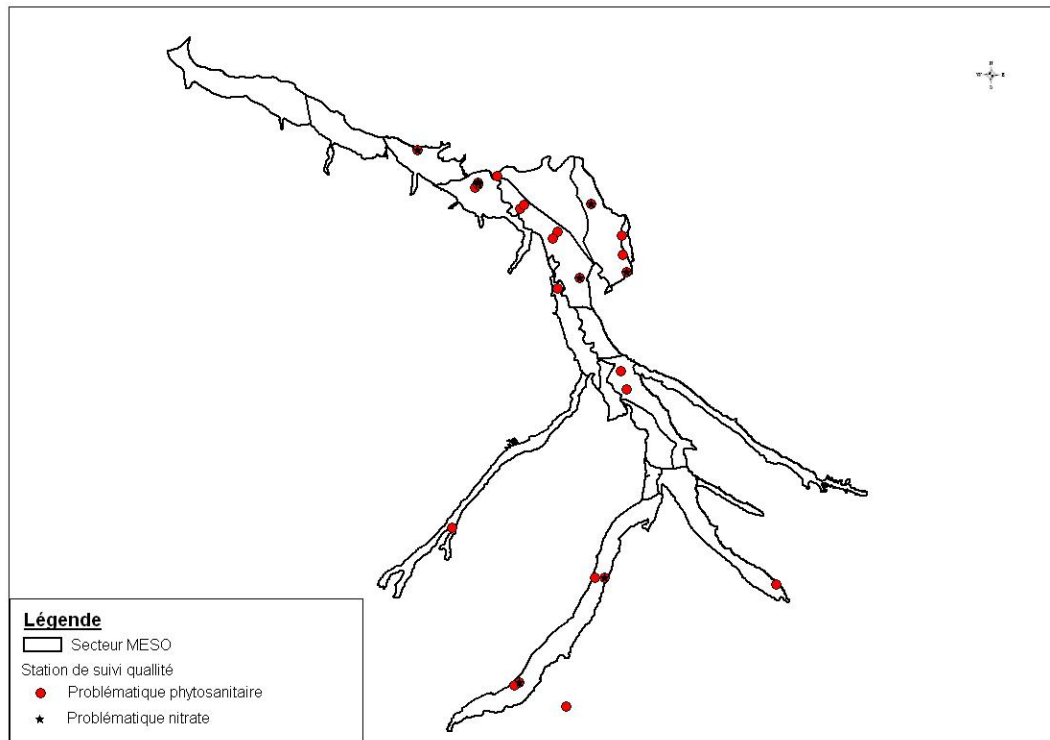 N
W E
S
Légende
Secteur MESO
Station de suivi quallité
Problématique phytosanitaire
Problématique nitrate